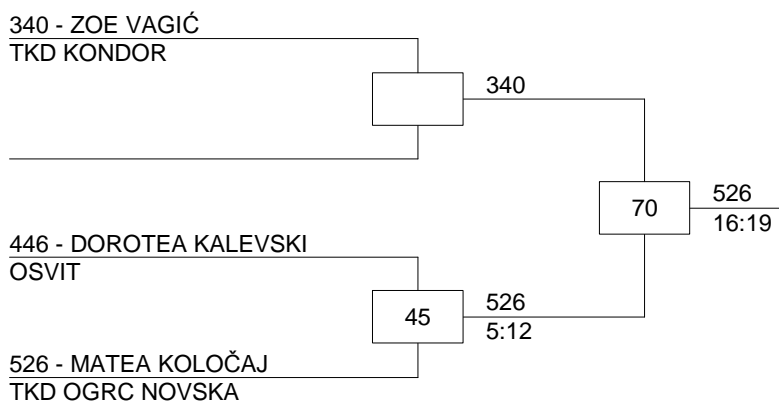 340 - ZOE VAGIĆ
TKD KONDOR
340
70
526
16:19
446 - DOROTEA KALEVSKI
OSVIT
45
526
5:12
526 - MATEA KOLOČAJ
TKD OGRC NOVSKA